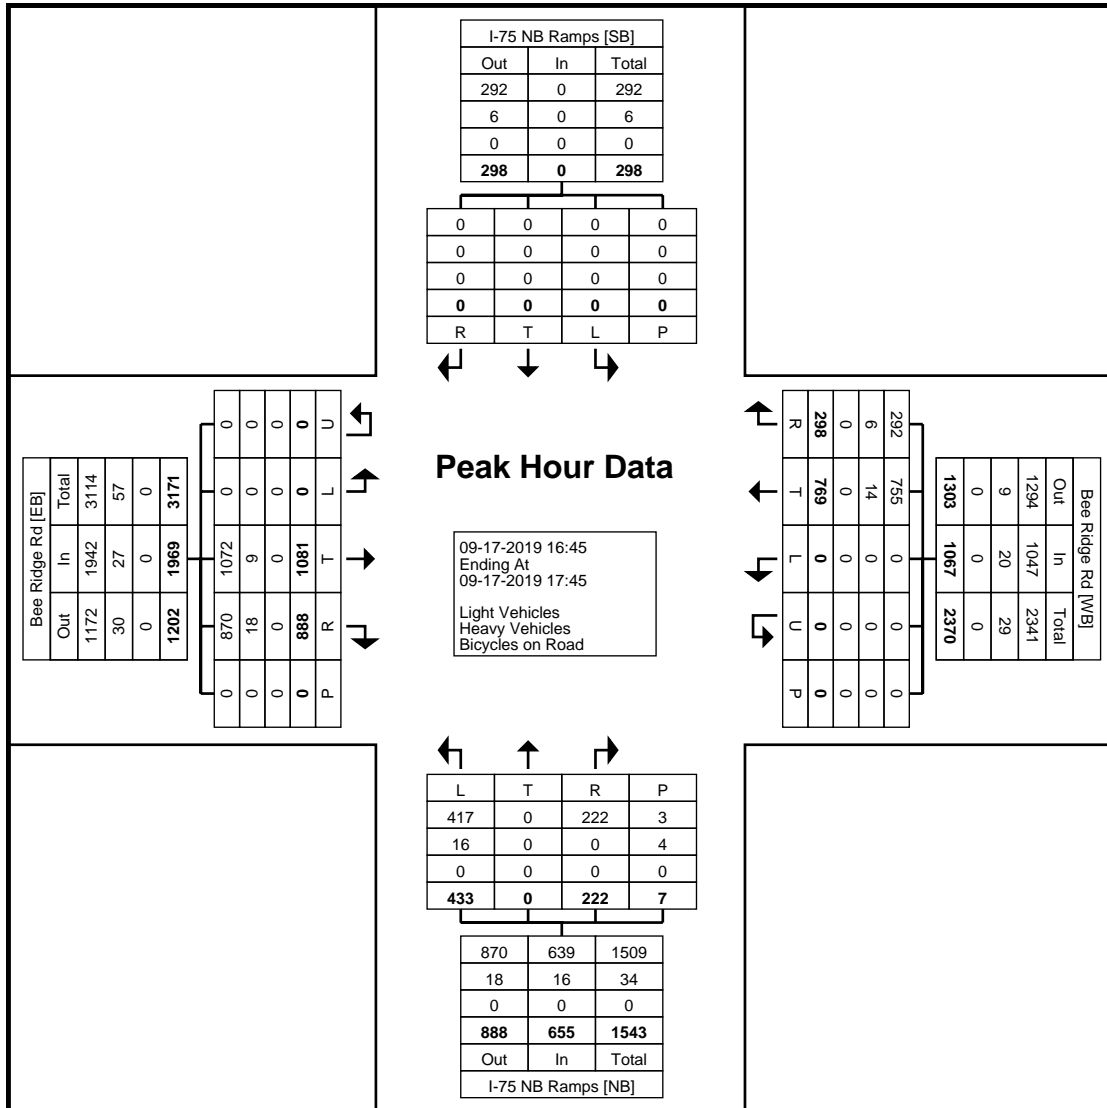 I-75 NB Ramps [SB]
Out In Total
292 0 292
6 0 6
0 0 0
298 0 298
0 0 0 0
0 0 0 0
0 0 0 0
0 0 0 0
R T L P
Bee Ridge Rd [EB]
Total In Out
3114 1942 1172
57 27 30
0 0 0
3171 1969 1202
0 0 1072 870 0
0 0 9 18 0
0 0 0 0 0
0 0 1081 888 0
U L T R P
Peak Hour Data
09-17-2019 16:45
Ending At
09-17-2019 17:45
Light Vehicles
Heavy Vehicles
Bicycles on Road
292 755 0 0 0
6 14 0 0 0
0 0 0 0 0
298 769 0 0 0
R T L U P
Bee Ridge Rd [WB]
Out In Total
1294 1047 2341
9 20 29
0 0 0
1303 1067 2370
L T R P
417 0 222 3
16 0 0 4
0 0 0 0
433 0 222 7
870 639 1509
18 16 34
0 0 0
888 655 1543
Out In Total
I-75 NB Ramps [NB]